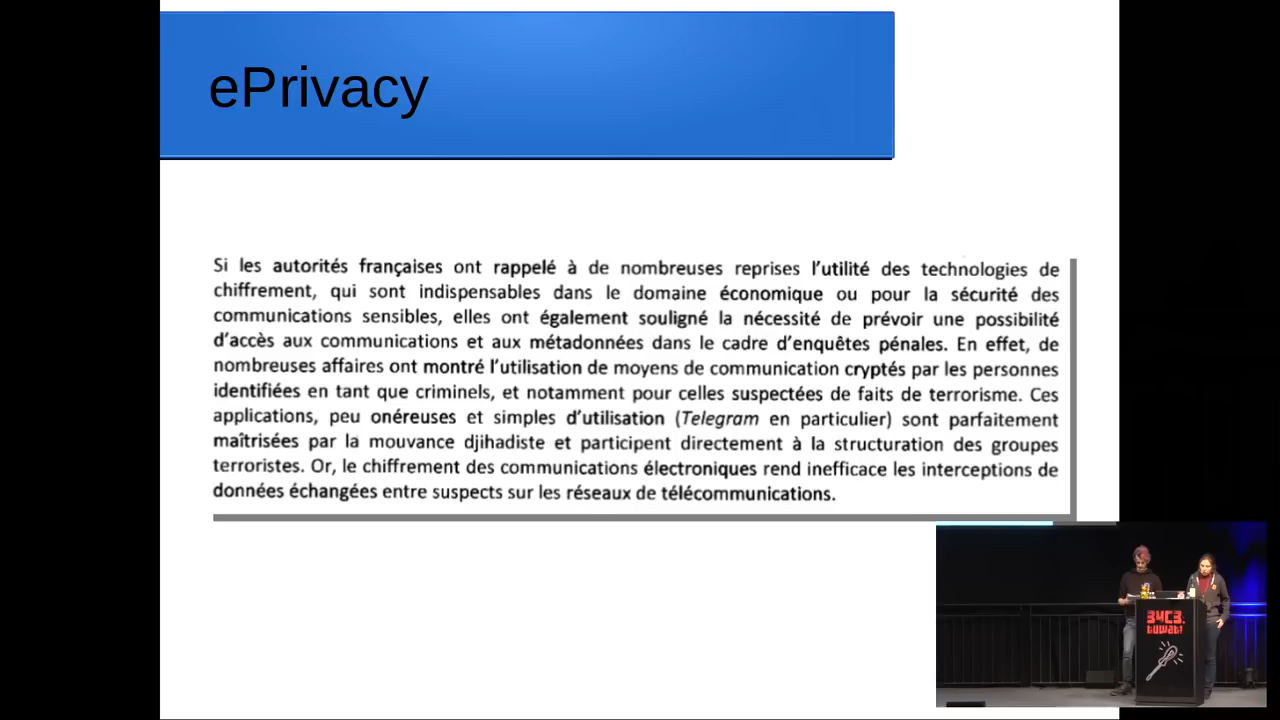 ePrivacy
Si les autorités françaises ont rappelé à de nombreuses reprises l'utilité des technologies de
chiffrement, qui sont indispensables dans le domaine économique ou pour la sécurité des
communications sensibles, elles ont également souligné la nécessité de prévoir une possibilité
d'accès aux communications et aux métadonnées dans le cadre d'enquêtes pénales. En effet, de
nombreuses affaires ont montré l'utilisation de moyens de communication cryptés par les personnes
identifiées en tant que criminels, et notamment pour celles suspectées de faits de terrorisme. Ces
applications, peu onéreuses et simples d'utilisation (Telegram en particulier) sont parfaitement
maîtrisées par la mouvance djihadiste et participent directement à la structuration des groupes
terroristes. Or, le chiffrement des communications électroniques rend inefficace les interceptions de
données échangées entre suspects sur les réseaux de télécommunications.
34C3.
tuwat!